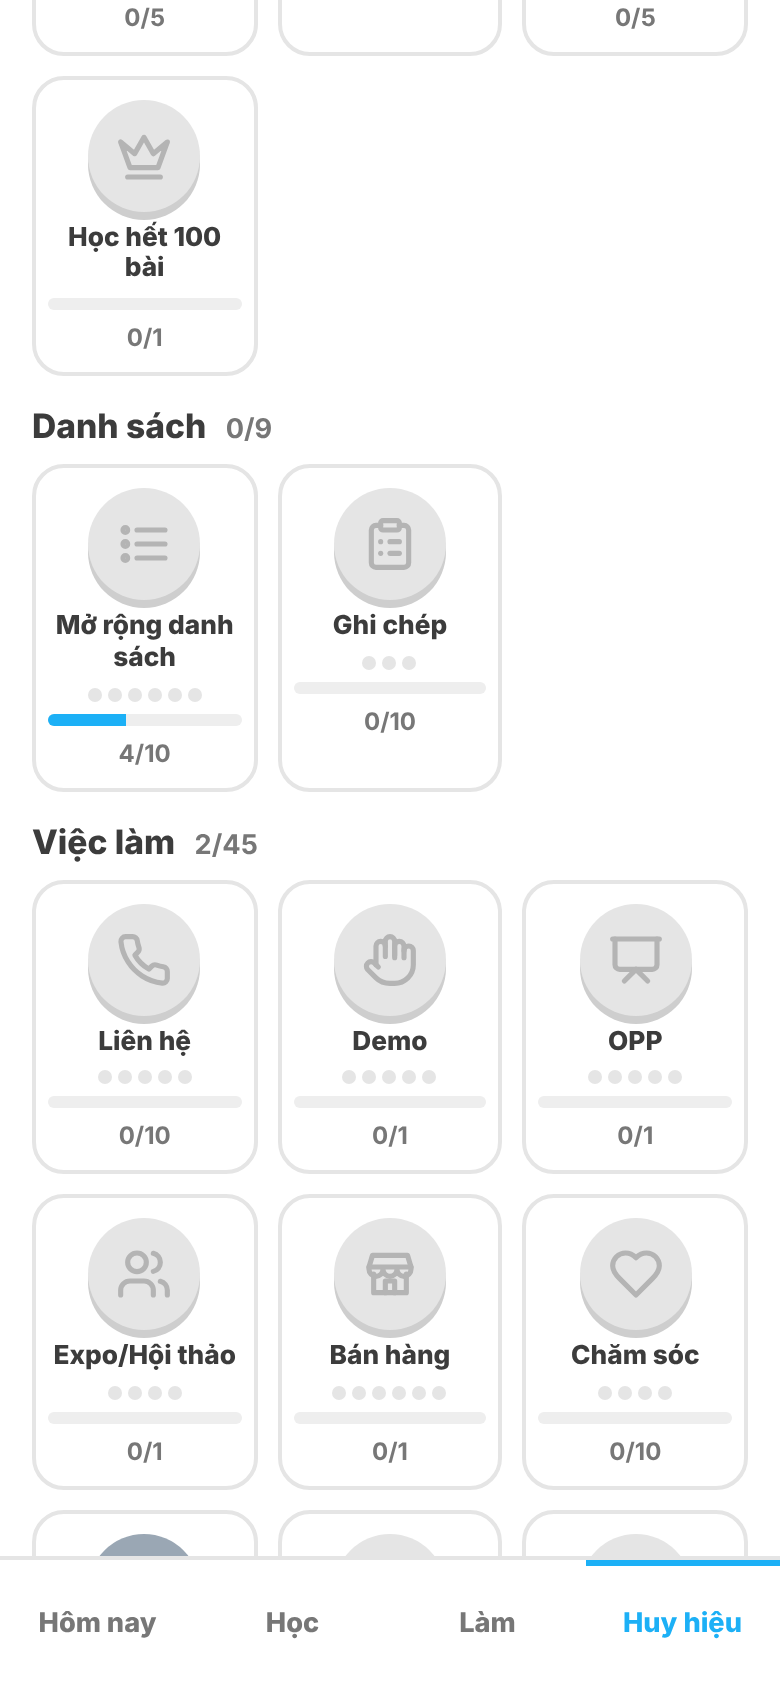 0/5
0/5
Học hết 100
bài
0/1
Danh sách 0/9
Mở rộng danh
sách
4/10
Ghi chép
0/10
Việc làm 2/45
Liên hệ
0/10
Demo
0/1
OPP
0/1
Expo/Hội thảo
0/1
Bán hàng
0/1
Chăm sóc
0/10
Hôm nay
Học
Làm
Huy hiệu